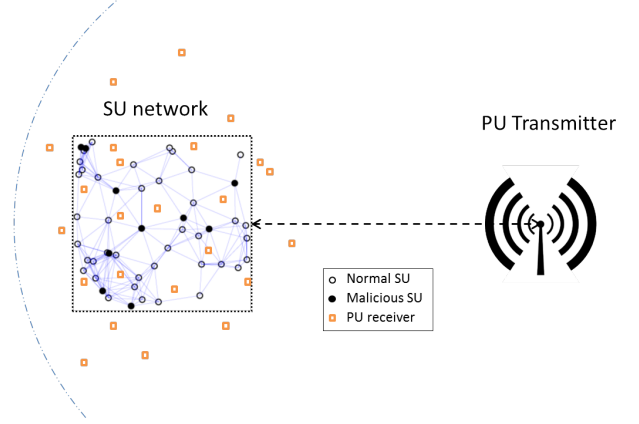 SU network
PU Transmitter
Normal SU
Malicious SU
PU receiver